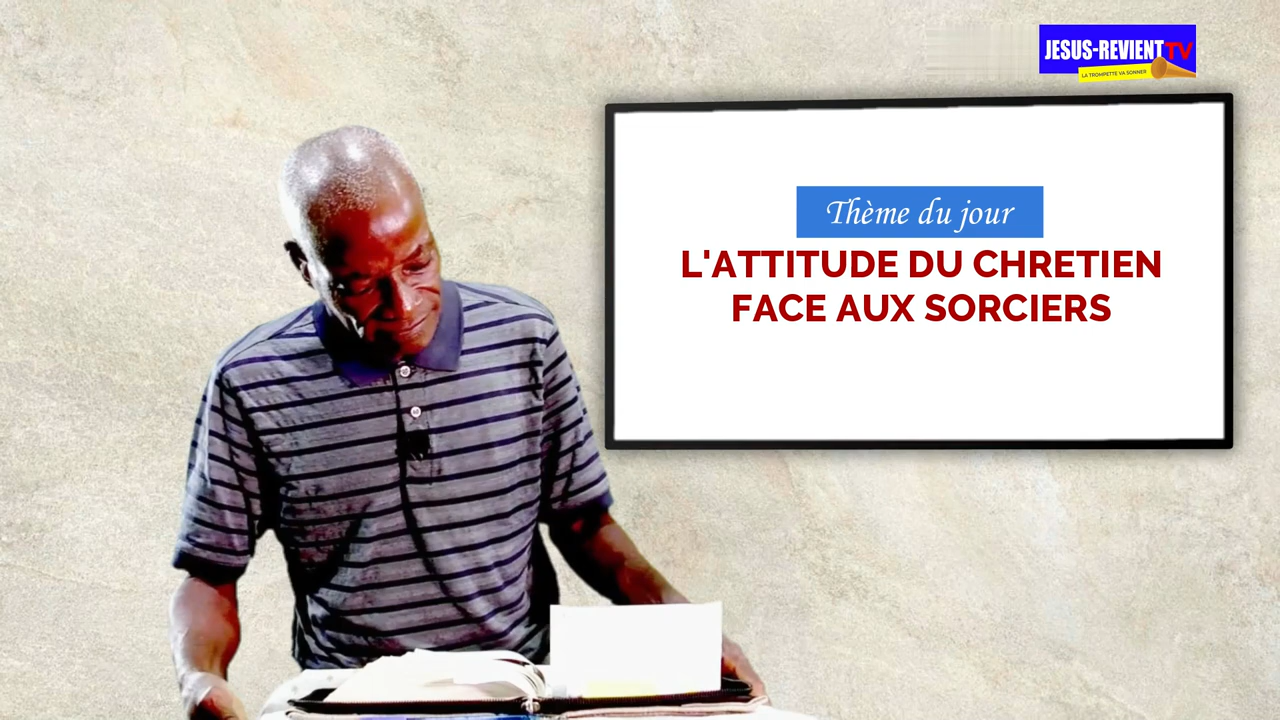 JESUS-REVIENT TV
LA TROMPETTE VA SONNER
Thème du jour
L'ATTITUDE DU CHRETIEN
FACE AUX SORCIERS